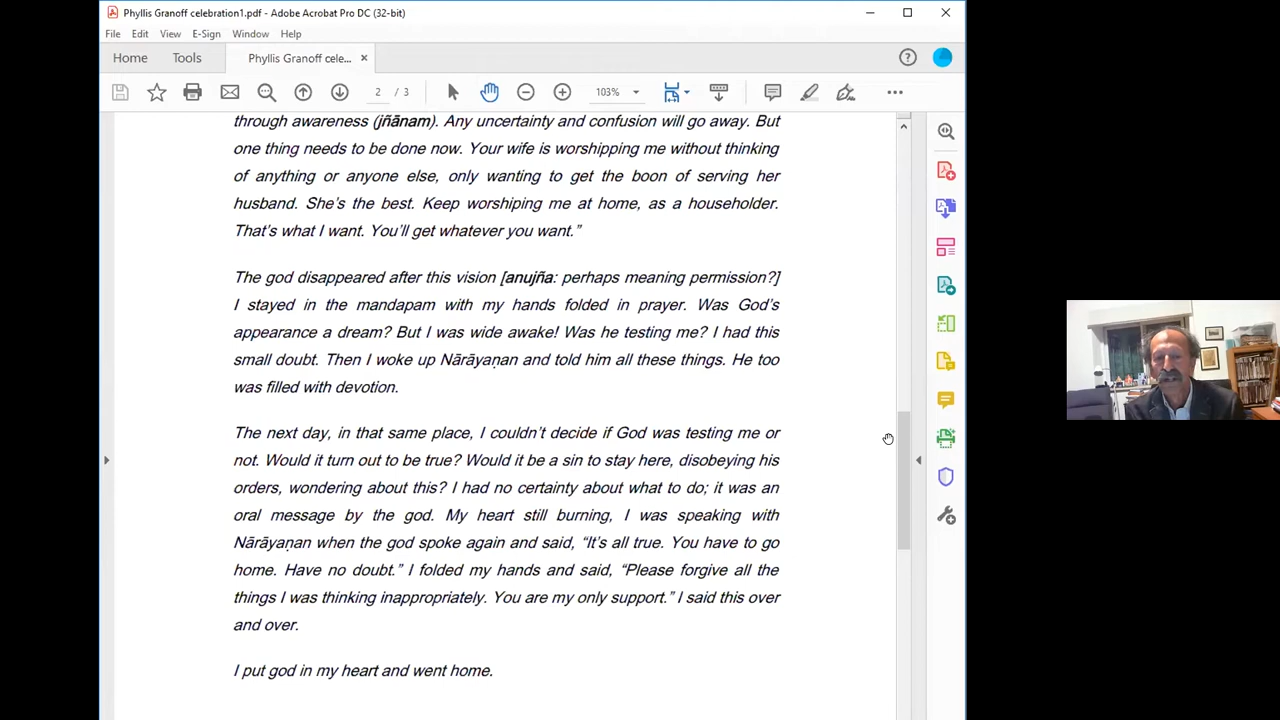 Phyllis Granoff celebration1.pdf - Adobe Acrobat Pro DC (32-bit)
File Edit View E-Sign Window Help
Home Tools Phyllis Granoff cele... ×
2 / 3 103%
through awareness (jñānam). Any uncertainty and confusion will go away. But
one thing needs to be done now. Your wife is worshipping me without thinking
of anything or anyone else, only wanting to get the boon of serving her
husband. She's the best. Keep worshiping me at home, as a householder.
That's what I want. You'll get whatever you want.”
The god disappeared after this vision [anujña: perhaps meaning permission?]
I stayed in the mandapam with my hands folded in prayer. Was God's
appearance a dream? But I was wide awake! Was he testing me? I had this
small doubt. Then I woke up Nārāyaṇan and told him all these things. He too
was filled with devotion.
The next day, in that same place, I couldn't decide if God was testing me or
not. Would it turn out to be true? Would it be a sin to stay here, disobeying his
orders, wondering about this? I had no certainty about what to do; it was an
oral message by the god. My heart still burning, I was speaking with
Nārāyaṇan when the god spoke again and said, “It's all true. You have to go
home. Have no doubt.” I folded my hands and said, “Please forgive all the
things I was thinking inappropriately. You are my only support.” I said this over
and over.
I put god in my heart and went home.